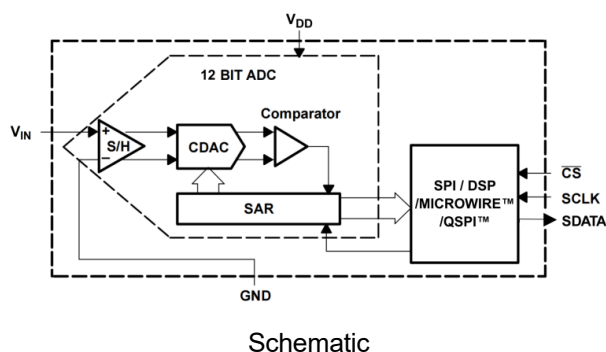 VDD
12 BIT ADC
Comparator
VIN
+
S/H
−
CDAC
SAR
SPI / DSP
/MICROWIRE™
/QSPI™
CS
SCLK
SDATA
GND
Schematic